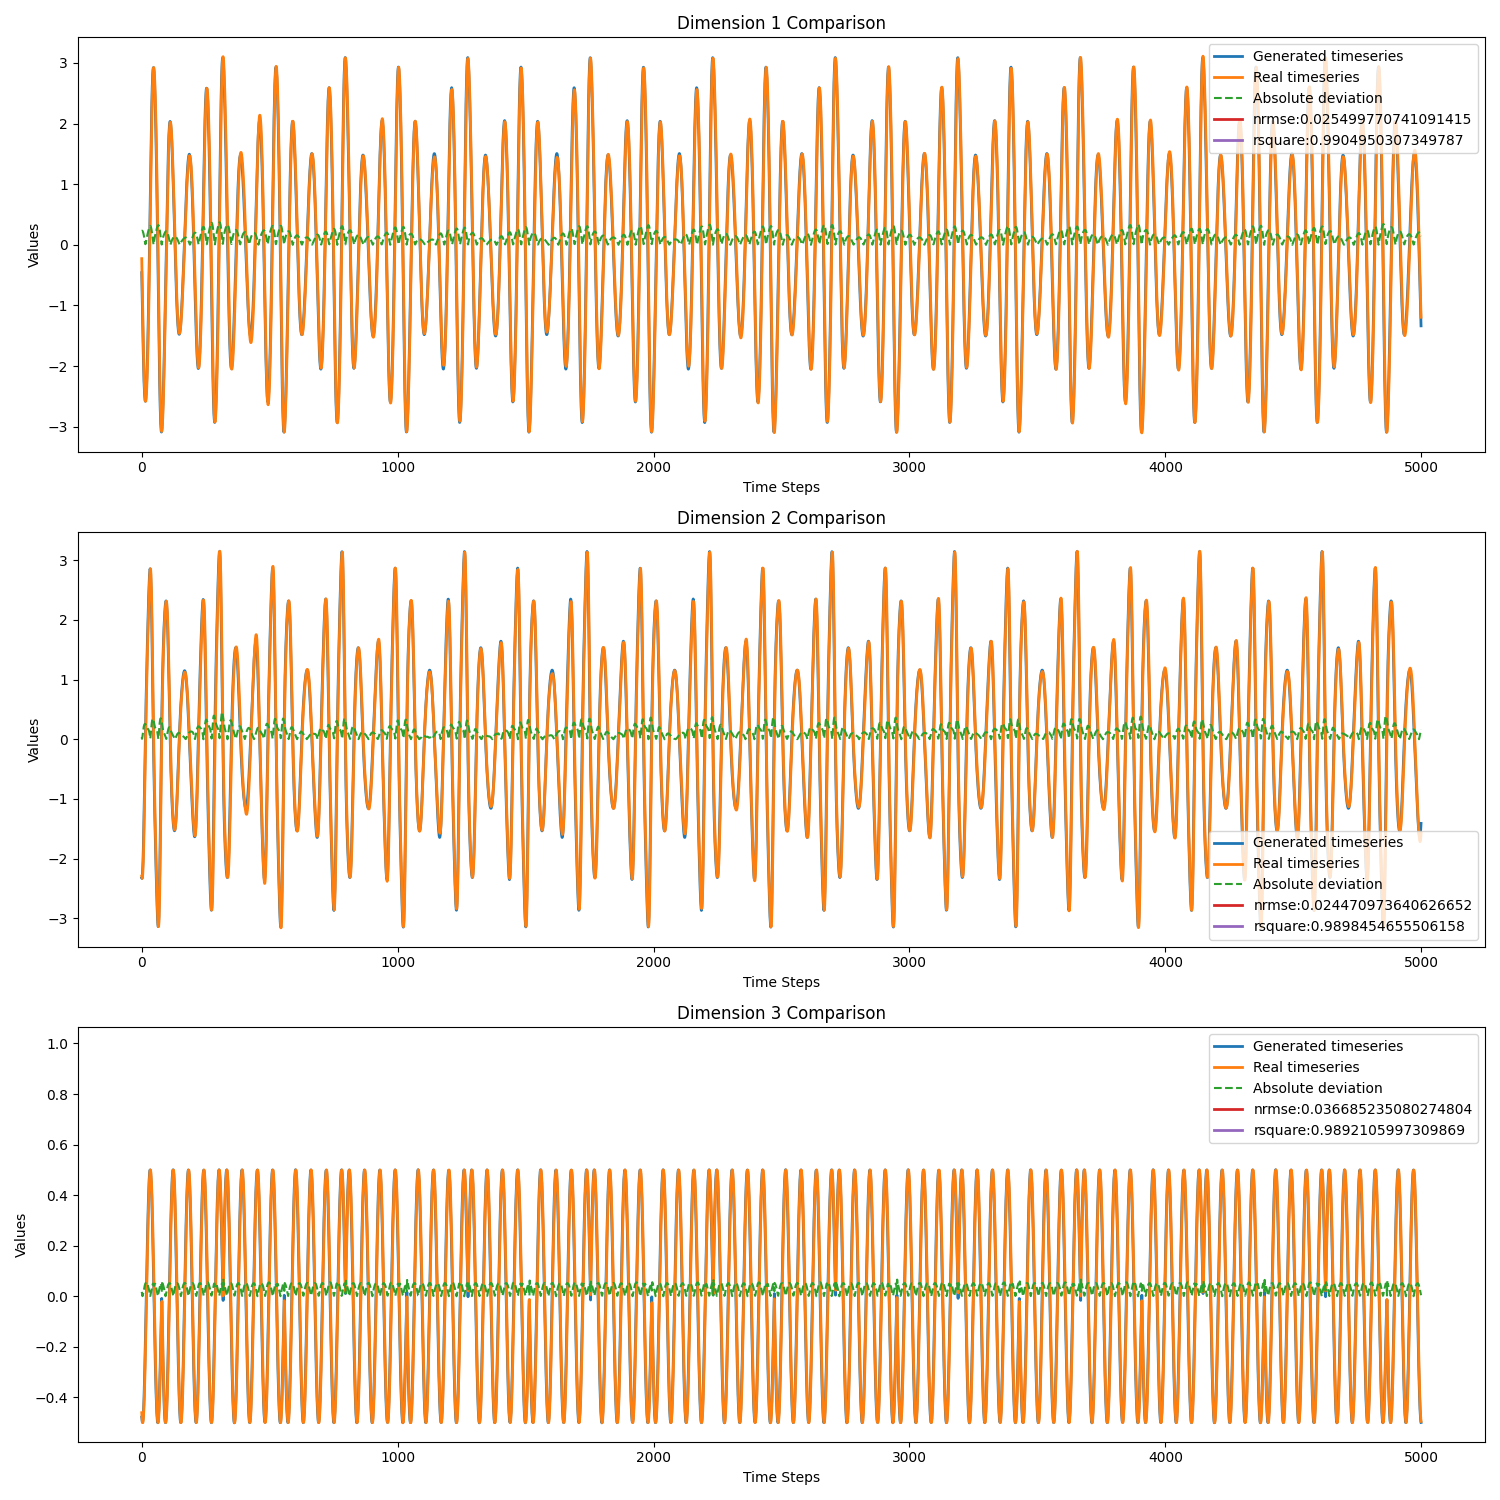 Dimension 1 Comparison
3
2
1
0
−1
−2
−3
Values
Generated timeseries
Real timeseries
Absolute deviation
nrmse:0.025499770741091415
rsquare:0.9904950307349787
0 1000 2000 3000 4000 5000
Time Steps
Dimension 2 Comparison
3
2
1
0
−1
−2
−3
Values
Generated timeseries
Real timeseries
Absolute deviation
nrmse:0.024470973640626652
rsquare:0.9898454655506158
0 1000 2000 3000 4000 5000
Time Steps
Dimension 3 Comparison
1.0
0.8
0.6
0.4
0.2
0.0
−0.2
−0.4
Values
Generated timeseries
Real timeseries
Absolute deviation
nrmse:0.036685235080274804
rsquare:0.9892105997309869
0 1000 2000 3000 4000 5000
Time Steps